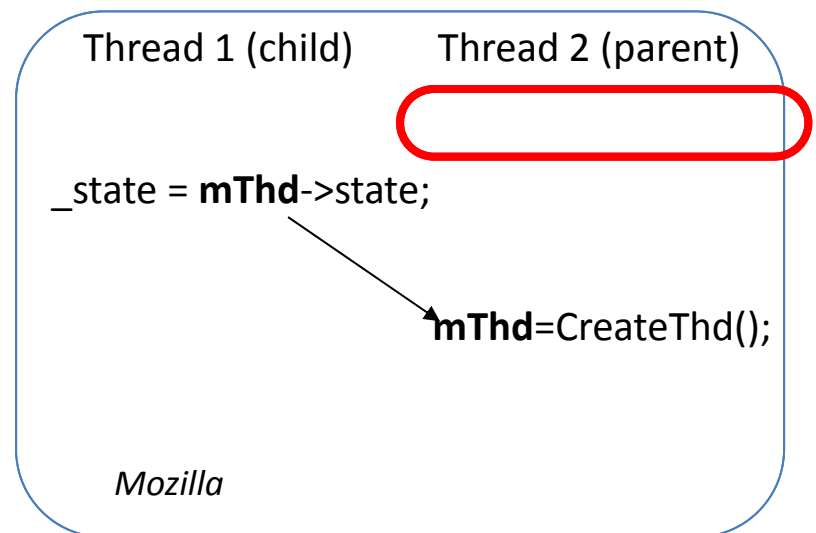 Thread 1 (child) Thread 2 (parent)
_state = mThd->state;
mThd=CreateThd();
Mozilla